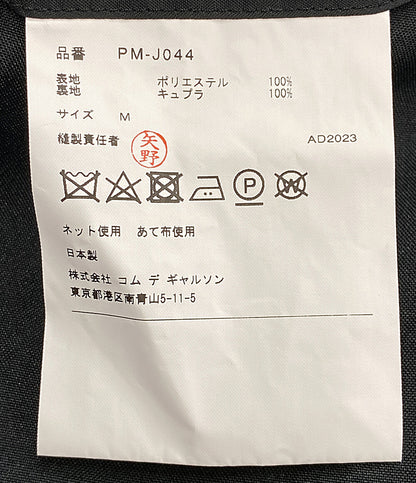 品番 PM-J044
表地 ポリエステル 100%
裏地 キュプラ 100%
サイズ M
縫製責任者 矢野 AD2023
P W
ネット使用 あて布使用
日本製
株式会社 コム デ ギャルソン
東京都港区南青山5-11-5